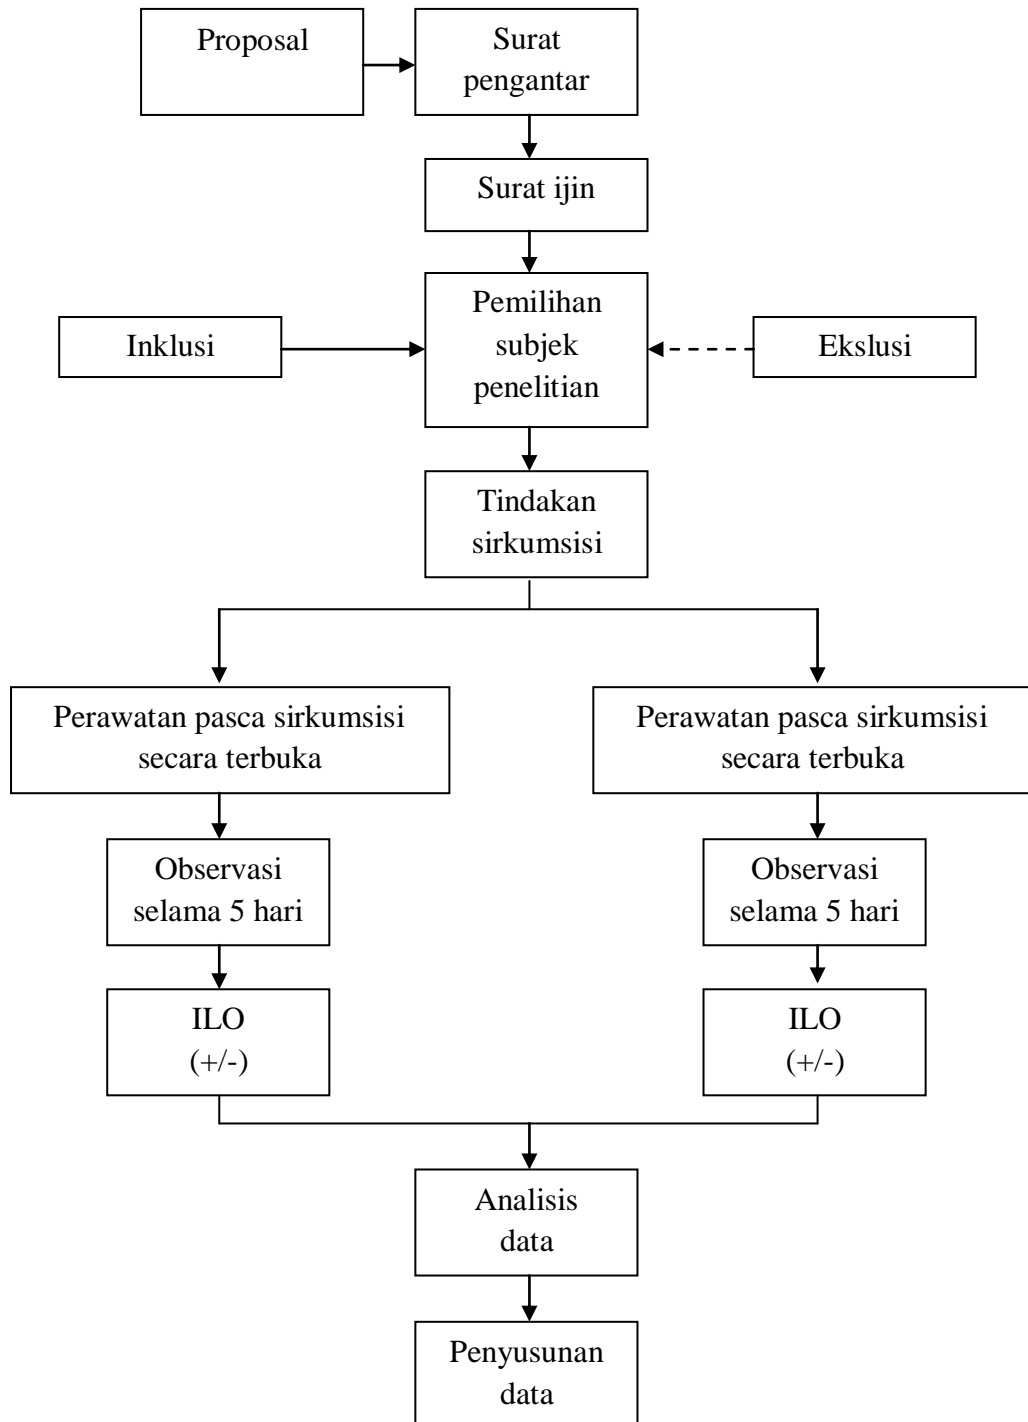 Proposal
Surat
pengantar
Surat ijin
Pemilihan
subjek
penelitian
Inklusi
Ekslusi
Tindakan
sirkumsisi
Perawatan pasca sirkumsisi
secara terbuka
Perawatan pasca sirkumsisi
secara terbuka
Observasi
selama 5 hari
Observasi
selama 5 hari
ILO
(+/-)
ILO
(+/-)
Analisis
data
Penyusunan
data